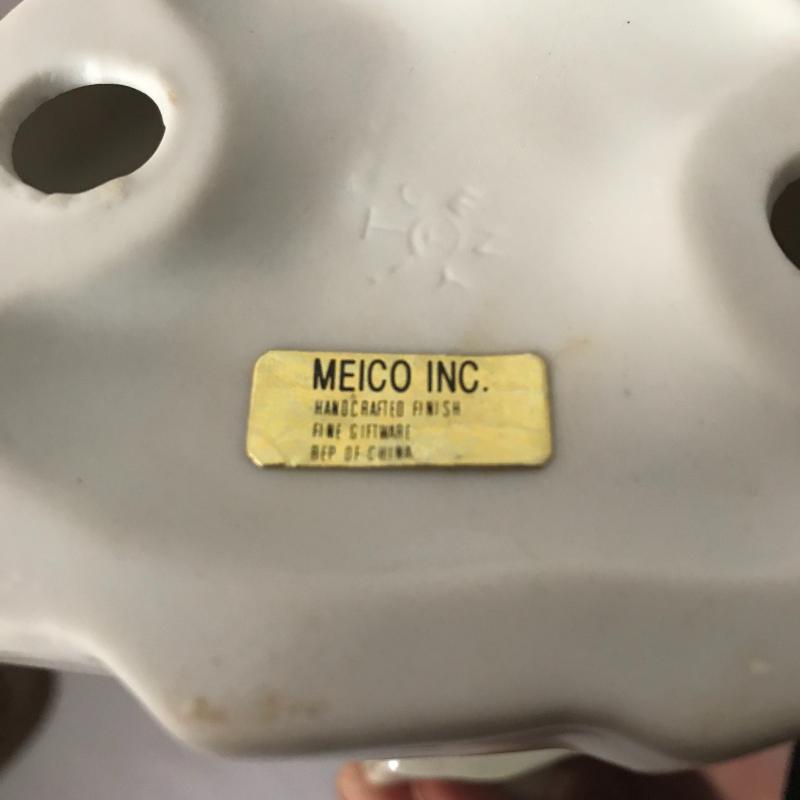 MEICO INC.
HANDCRAFTED FINISH
FINE GIFTWARE
REP OF CHINA